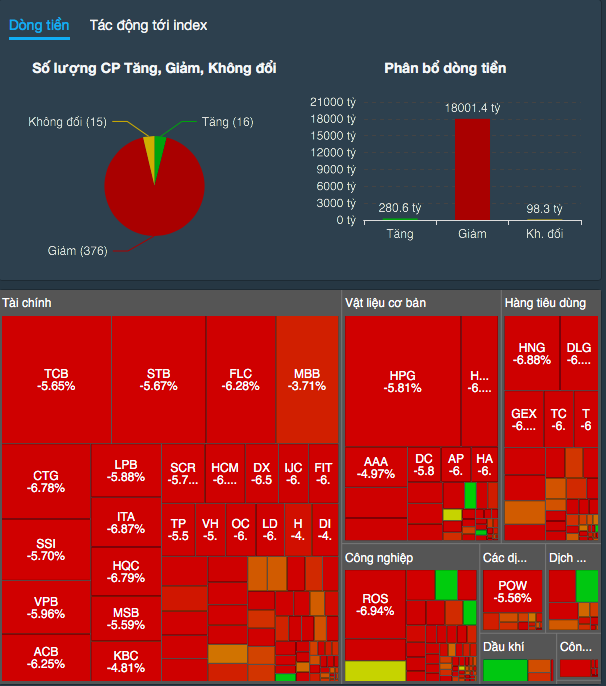 Dòng tiền
Tác động tới index
Số lượng CP Tăng, Giảm, Không đổi
Không đổi (15)
Tăng (16)
Giảm (376)
Phân bổ dòng tiền
21000 tỷ
18000 tỷ
15000 tỷ
12000 tỷ
9000 tỷ
6000 tỷ
3000 tỷ
0 tỷ
280.6 tỷ
18001.4 tỷ
98.3 tỷ
Tăng
Giảm
Kh. đổi
Tài chính
TCB
-5.65%
STB
-5.67%
FLC
-6.28%
MBB
-3.71%
CTG
-6.78%
SSI
-5.70%
VPB
-5.96%
ACB
-6.25%
LPB
-5.88%
ITA
-6.87%
HQC
-6.79%
MSB
-5.59%
KBC
-4.81%
SCR
-5.7...
HCM
-6....
DX
-6.5
IJC
-6.
FIT
-6.
TP
-5.5
VH
-5.
OC
-6.
LD
-6.
H
-4.
DI
-4.
Vật liệu cơ bản
HPG
-5.81%
H...
-6....
AAA
-4.97%
DC
-5.8
AP
-6.
HA
-6.
Hàng tiêu dùng
HNG
-6.88%
DLG
-6....
GEX
-6....
TC
-6.
T
-6
Công nghiệp
ROS
-6.94%
Các dị...
POW
-5.56%
Dịch ...
Dầu khí
Côn...